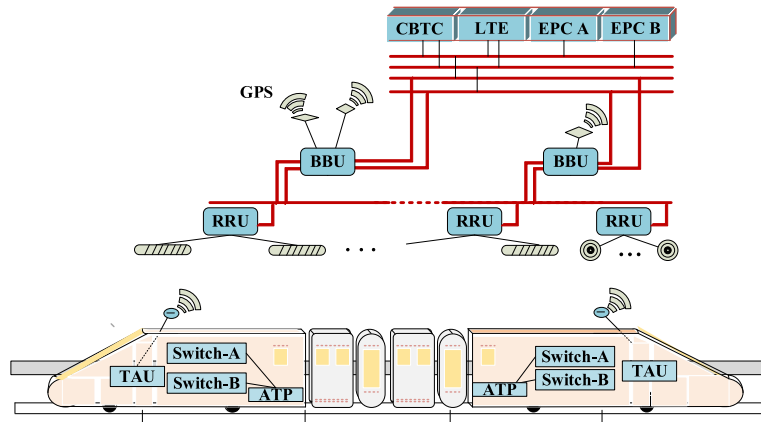 CBTC LTE EPC A EPC B
GPS
BBU BBU
RRU RRU RRU
Switch-A Switch-A
TAU Switch-B Switch-B TAU
ATP ATP